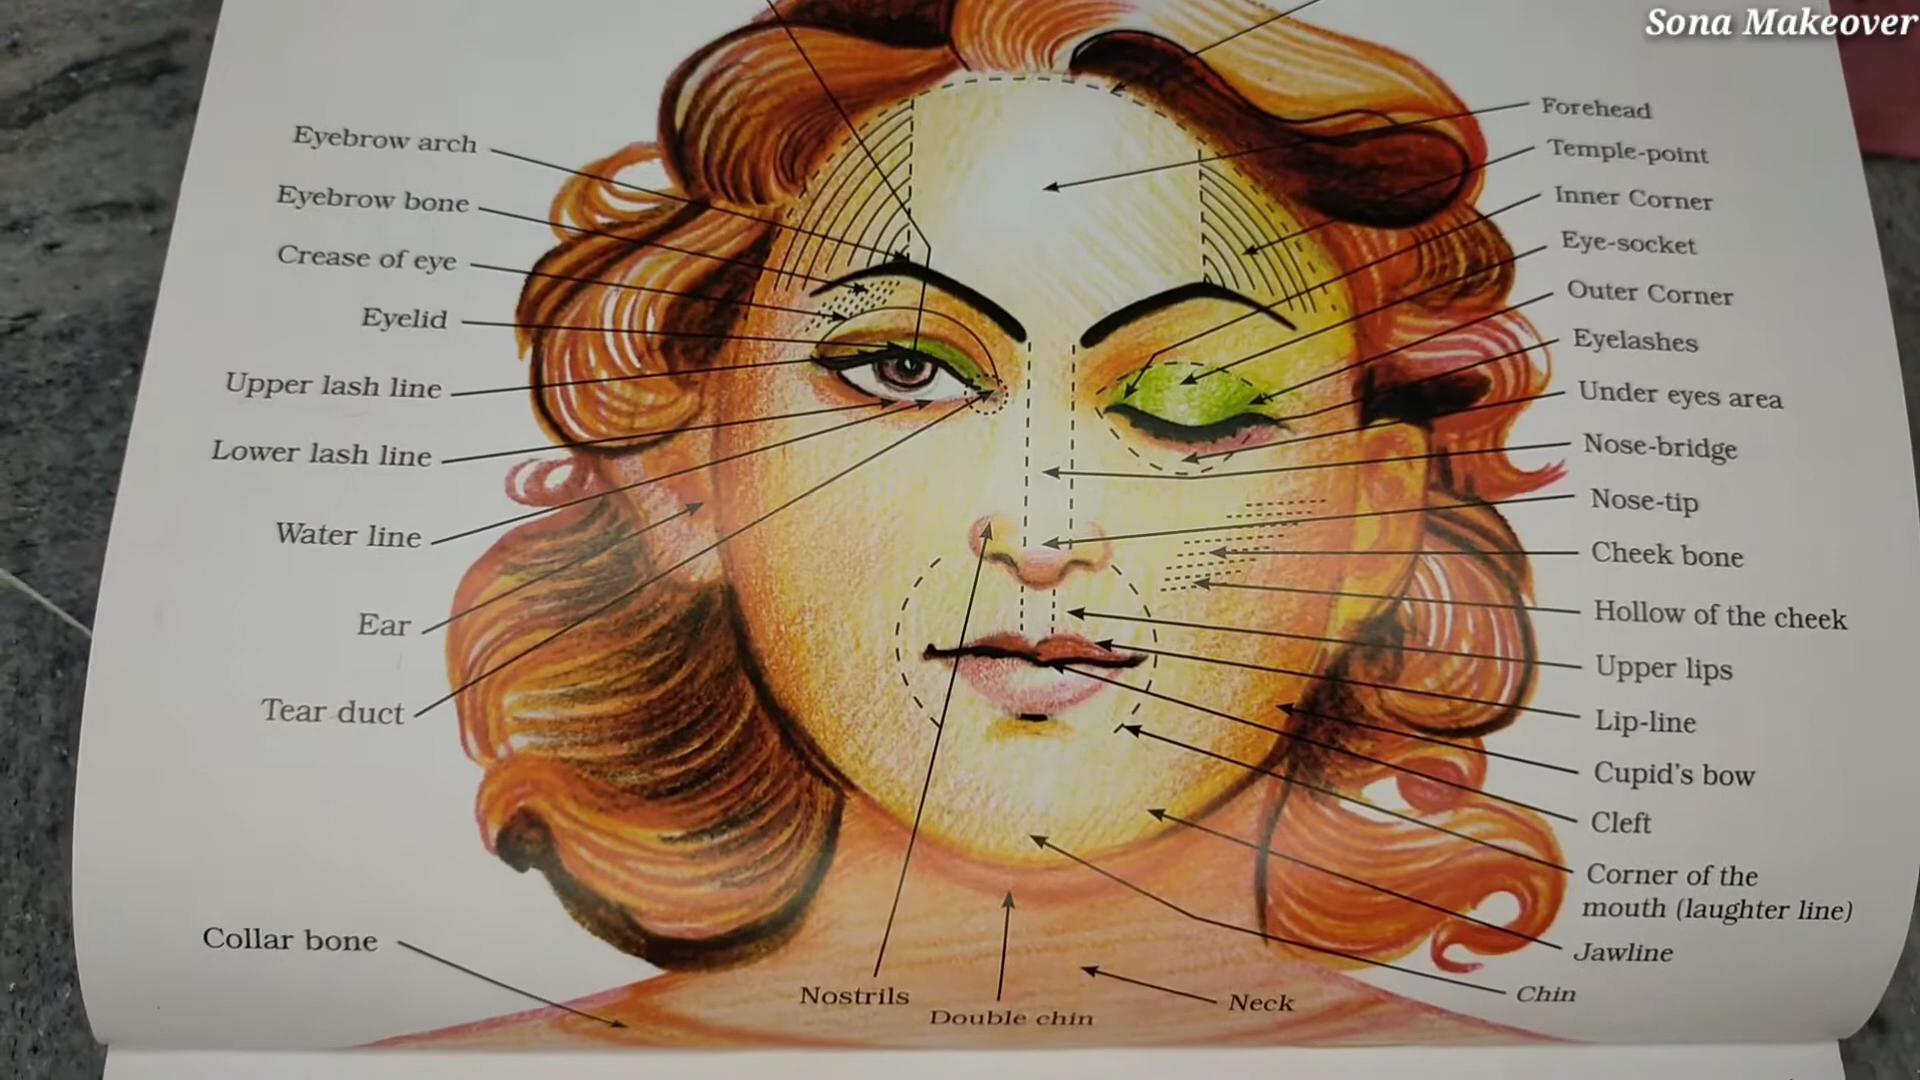 Sona Makeover
Eyebrow arch
Eyebrow bone
Crease of eye
Eyelid
Upper lash line
Lower lash line
Water line
Ear
Tear duct
Collar bone
Nostrils
Double chin
Neck
Forehead
Temple-point
Inner Corner
Eye-socket
Outer Corner
Eyelashes
Under eyes area
Nose-bridge
Nose-tip
Cheek bone
Hollow of the cheek
Upper lips
Lip-line
Cupid's bow
Cleft
Corner of the
mouth (laughter line)
Jawline
Chin